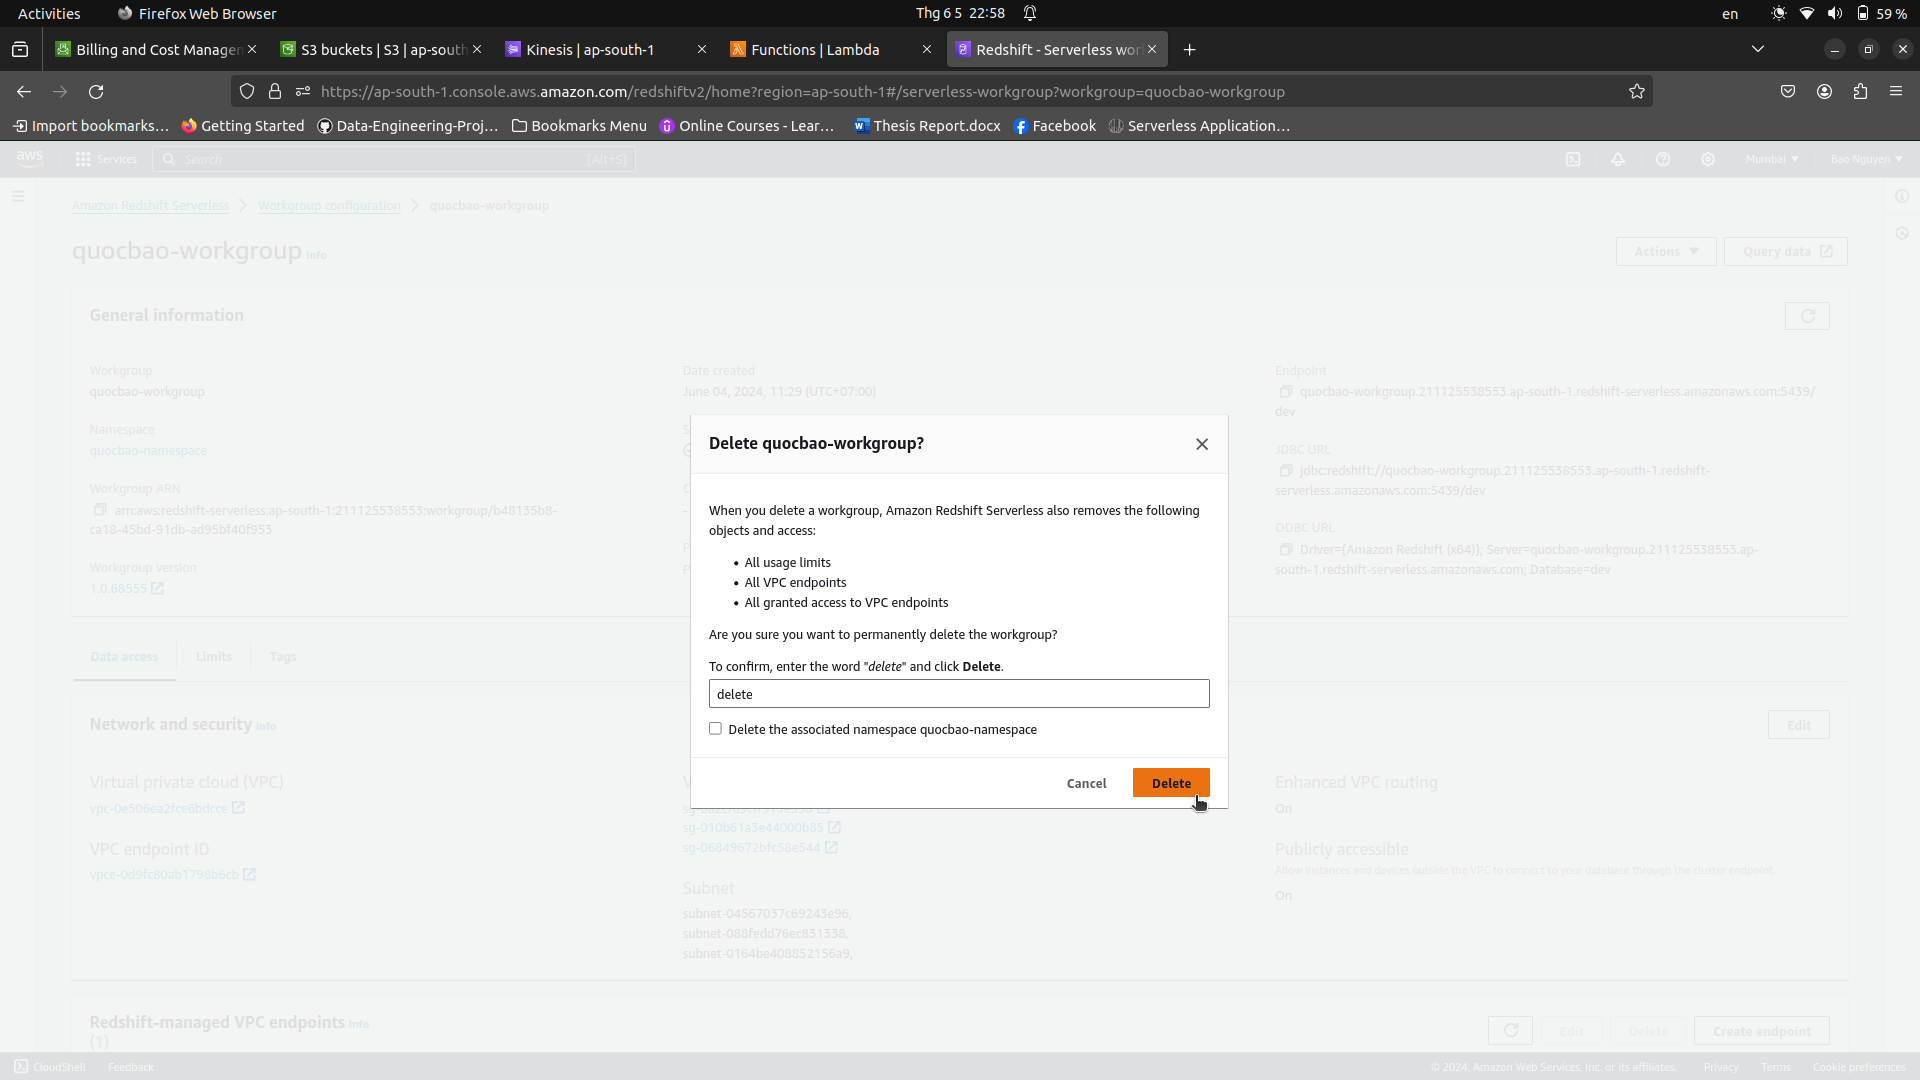 Activities
Firefox Web Browser
Thg 6 5 22:58
en
59 %
Billing and Cost Managen
S3 buckets | S3 | ap-south
Kinesis | ap-south-1
Functions | Lambda
Redshift - Serverless wor
https://ap-south-1.console.aws.amazon.com/redshiftv2/home?region=ap-south-1#/serverless-workgroup?workgroup=quocbao-workgroup
Import bookmarks...
Getting Started
Data-Engineering-Proj...
Bookmarks Menu
Online Courses - Lear...
Thesis Report.docx
Facebook
Serverless Application...
aws
Services
Search
[Alt+S]
Mumbai
Bao Nguyen
Amazon Redshift Serverless
Workgroup configuration
quocbao-workgroup
quocbao-workgroup Info
Actions
Query data
General information
Workgroup
quocbao-workgroup
Namespace
quocbao-namespace
Workgroup ARN
arn:aws:redshift-serverless:ap-south-1:211125538553:workgroup/b48135b8-
ca18-45bd-91db-ad95bf40f953
Workgroup version
1.0.68555
Date created
June 04, 2024, 11:29 (UTC+07:00)
Endpoint
quocbao-workgroup.211125538553.ap-south-1.redshift-serverless.amazonaws.com:5439/
dev
JDBC URL
jdbc:redshift://quocbao-workgroup.211125538553.ap-south-1.redshift-
serverless.amazonaws.com:5439/dev
ODBC URL
Driver={Amazon Redshift (x64)}; Server=quocbao-workgroup.211125538553.ap-
south-1.redshift-serverless.amazonaws.com; Database=dev
Delete quocbao-workgroup?
When you delete a workgroup, Amazon Redshift Serverless also removes the following
objects and access:
• All usage limits
• All VPC endpoints
• All granted access to VPC endpoints
Are you sure you want to permanently delete the workgroup?
To confirm, enter the word "delete" and click Delete.
delete
Delete the associated namespace quocbao-namespace
Cancel
Delete
Data access
Limits
Tags
Network and security Info
Edit
Virtual private cloud (VPC)
vpc-0e506ea2fce6bdcce
VPC endpoint ID
vpce-0d9fc80ab1798b6cb
sg-010b61a3e44000b85
sg-06849672bfc58e544
Subnet
subnet-04567037c69243e96,
subnet-088fedd76ec831338,
subnet-0164be408852156a9,
Enhanced VPC routing
On
Publicly accessible
Allow instances and devices outside the VPC to connect to your database through the cluster endpoint.
On
Redshift-managed VPC endpoints Info
(1)
Edit
Delete
Create endpoint
CloudShell
Feedback
© 2024, Amazon Web Services, Inc. or its affiliates.
Privacy
Terms
Cookie preferences